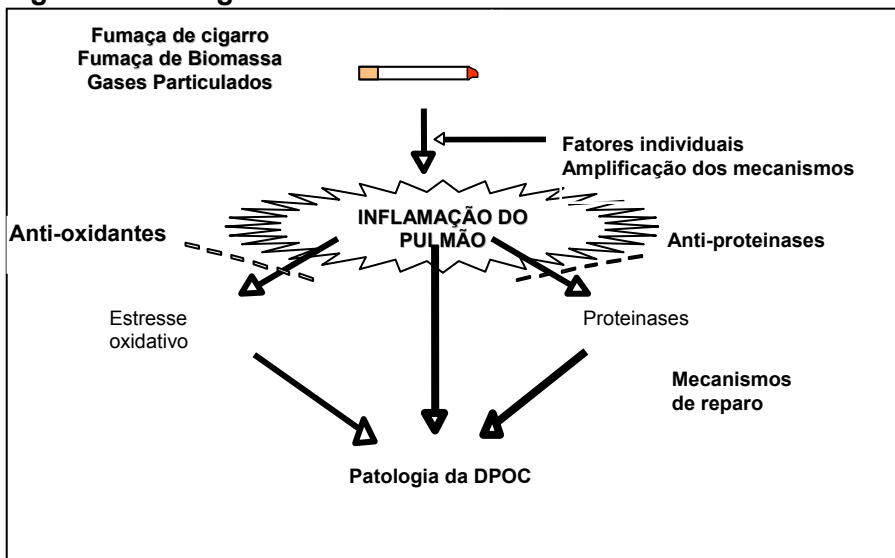 Fumaça de cigarro
Fumaça de Biomassa
Gases Particulados
Fatores individuais
Amplificação dos mecanismos
INFLAMAÇÃO DO
PULMÃO
Anti-oxidantes
Anti-proteinases
Estresse
oxidativo
Proteinases
Mecanismos
de reparo
Patologia da DPOC